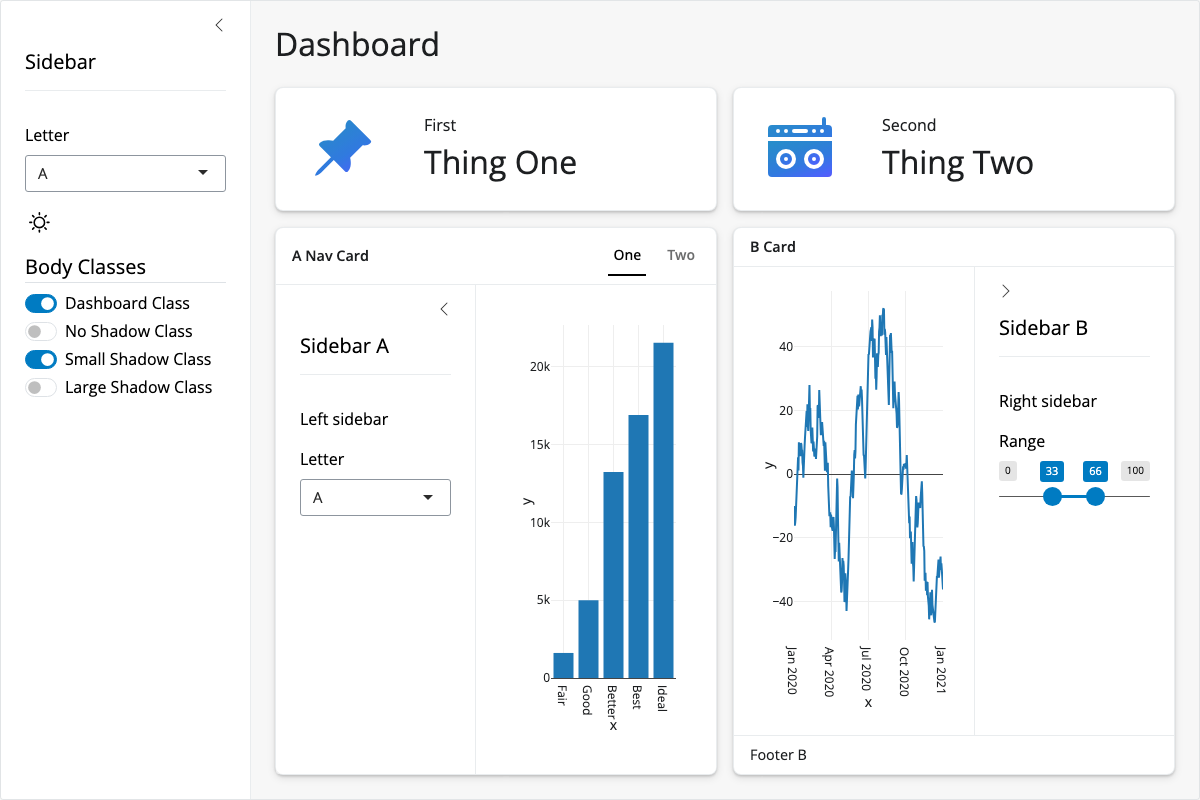 Sidebar
Letter
A
Body Classes
Dashboard Class
No Shadow Class
Small Shadow Class
Large Shadow Class
Dashboard
First
Thing One
Second
Thing Two
A Nav Card
One
Two
Sidebar A
Left sidebar
Letter
A
y
20k
15k
10k
5k
0
Fair
Good
Better
Best
Ideal
x
B Card
y
40
20
0
−20
−40
Jan 2020
Apr 2020
Jul 2020
Oct 2020
Jan 2021
x
Sidebar B
Right sidebar
Range
0
33
66
100
Footer B